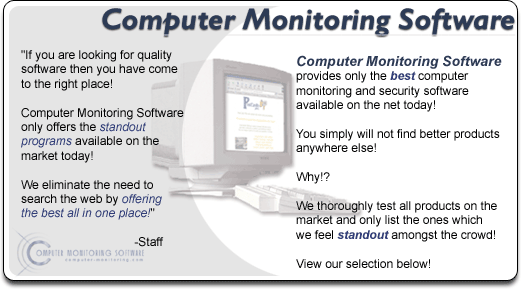 Computer Monitoring Software
"If you are looking for quality
software then you have come
to the right place!
Computer Monitoring Software
only offers the standout
programs available on the
market today!
We eliminate the need to
search the web by offering
the best all in one place!"
-Staff
COMPUTER MONITORING SOFTWARE
computer-monitoring.com
Computer Monitoring Software
provides only the best computer
monitoring and security software
available on the net today!
You simply will not find better products
anywhere else!
Why!?
We thoroughly test all products on the
market and only list the ones which
we feel standout amongst the crowd!
View our selection below!